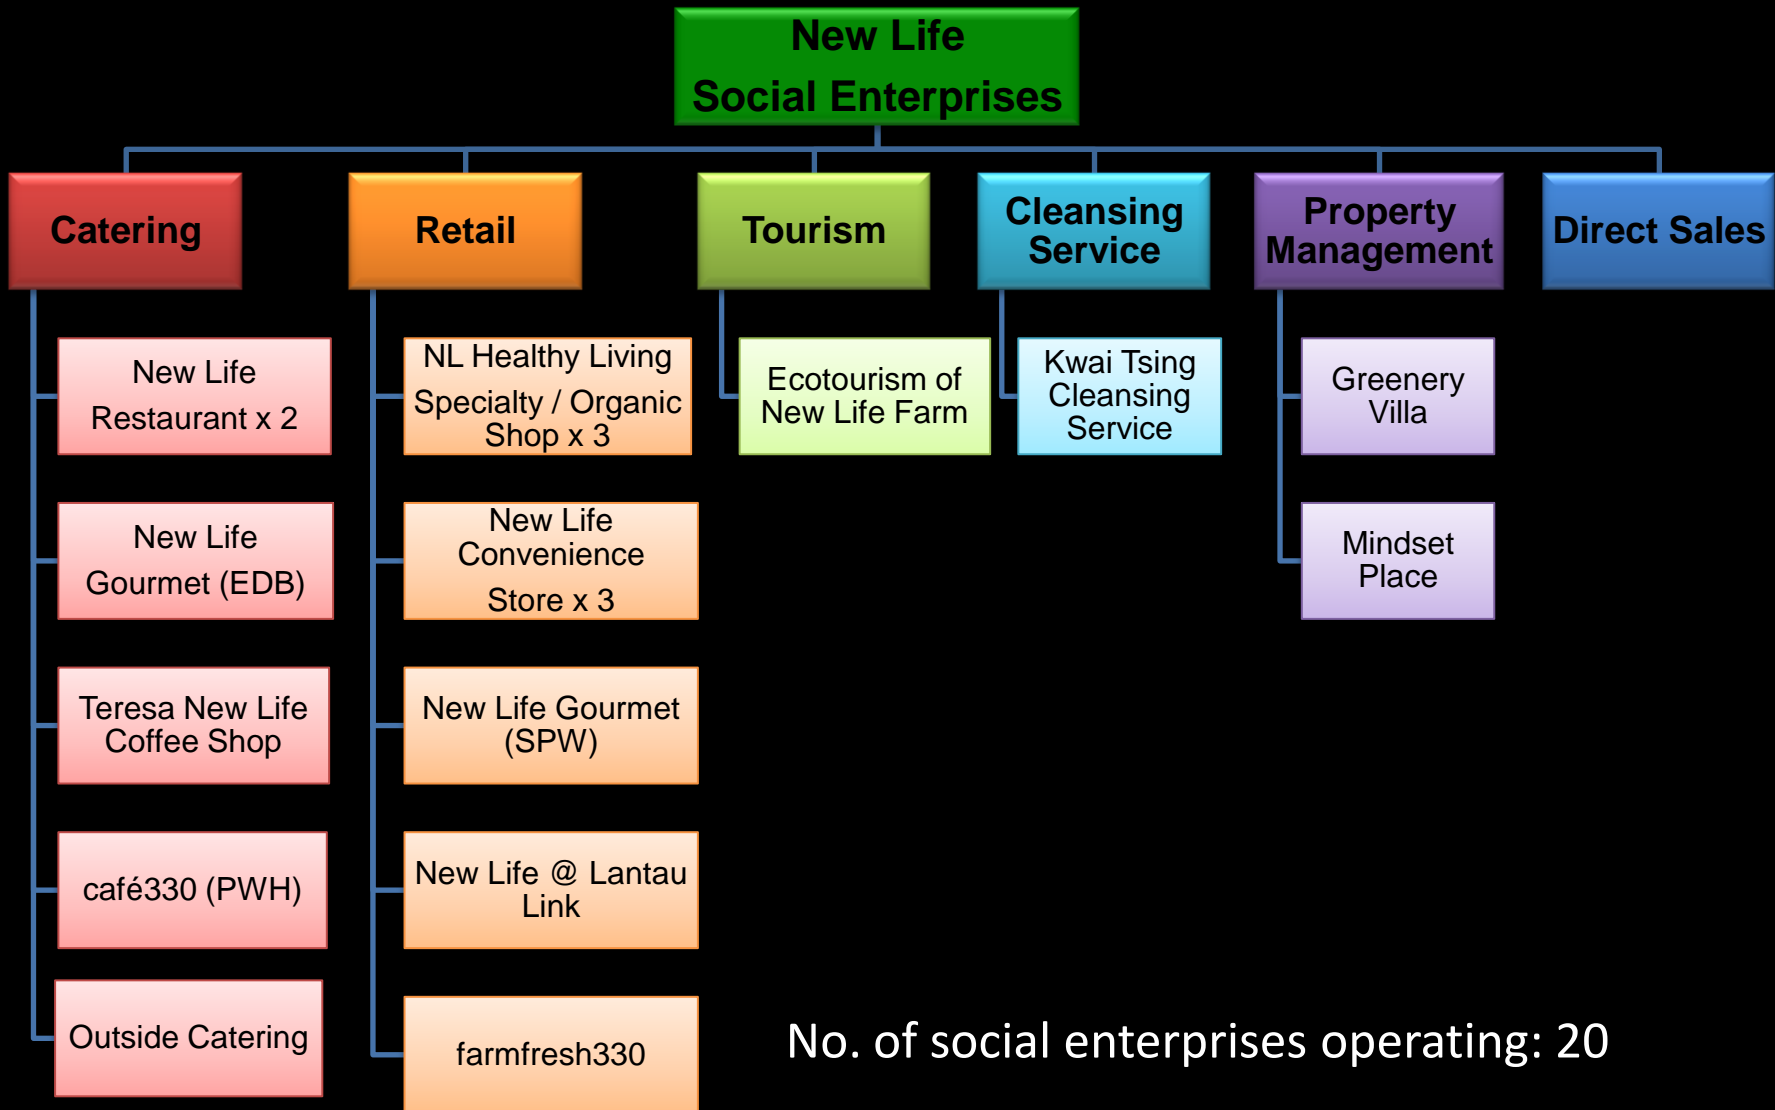 New Life
Social Enterprises
Catering
Retail
Tourism
Cleansing
Service
Property
Management
Direct Sales
New Life
Restaurant x 2
New Life
Gourmet (EDB)
Teresa New Life
Coffee Shop
café330 (PWH)
Outside Catering
NL Healthy Living
Specialty / Organic
Shop x 3
New Life
Convenience
Store x 3
New Life Gourmet
(SPW)
New Life @ Lantau
Link
farmfresh330
Ecotourism of
New Life Farm
Kwai Tsing
Cleansing
Service
Greenery
Villa
Mindset
Place
No. of social enterprises operating: 20